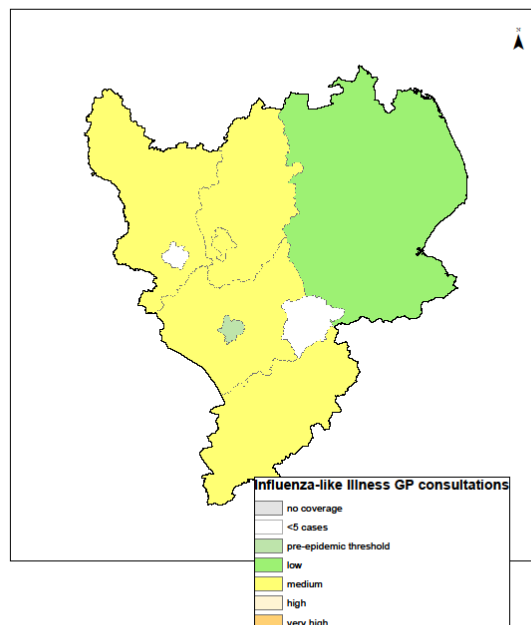 Influenza-like Illness GP consultations
no coverage
<5 cases
pre-epidemic threshold
low
medium
high
very high